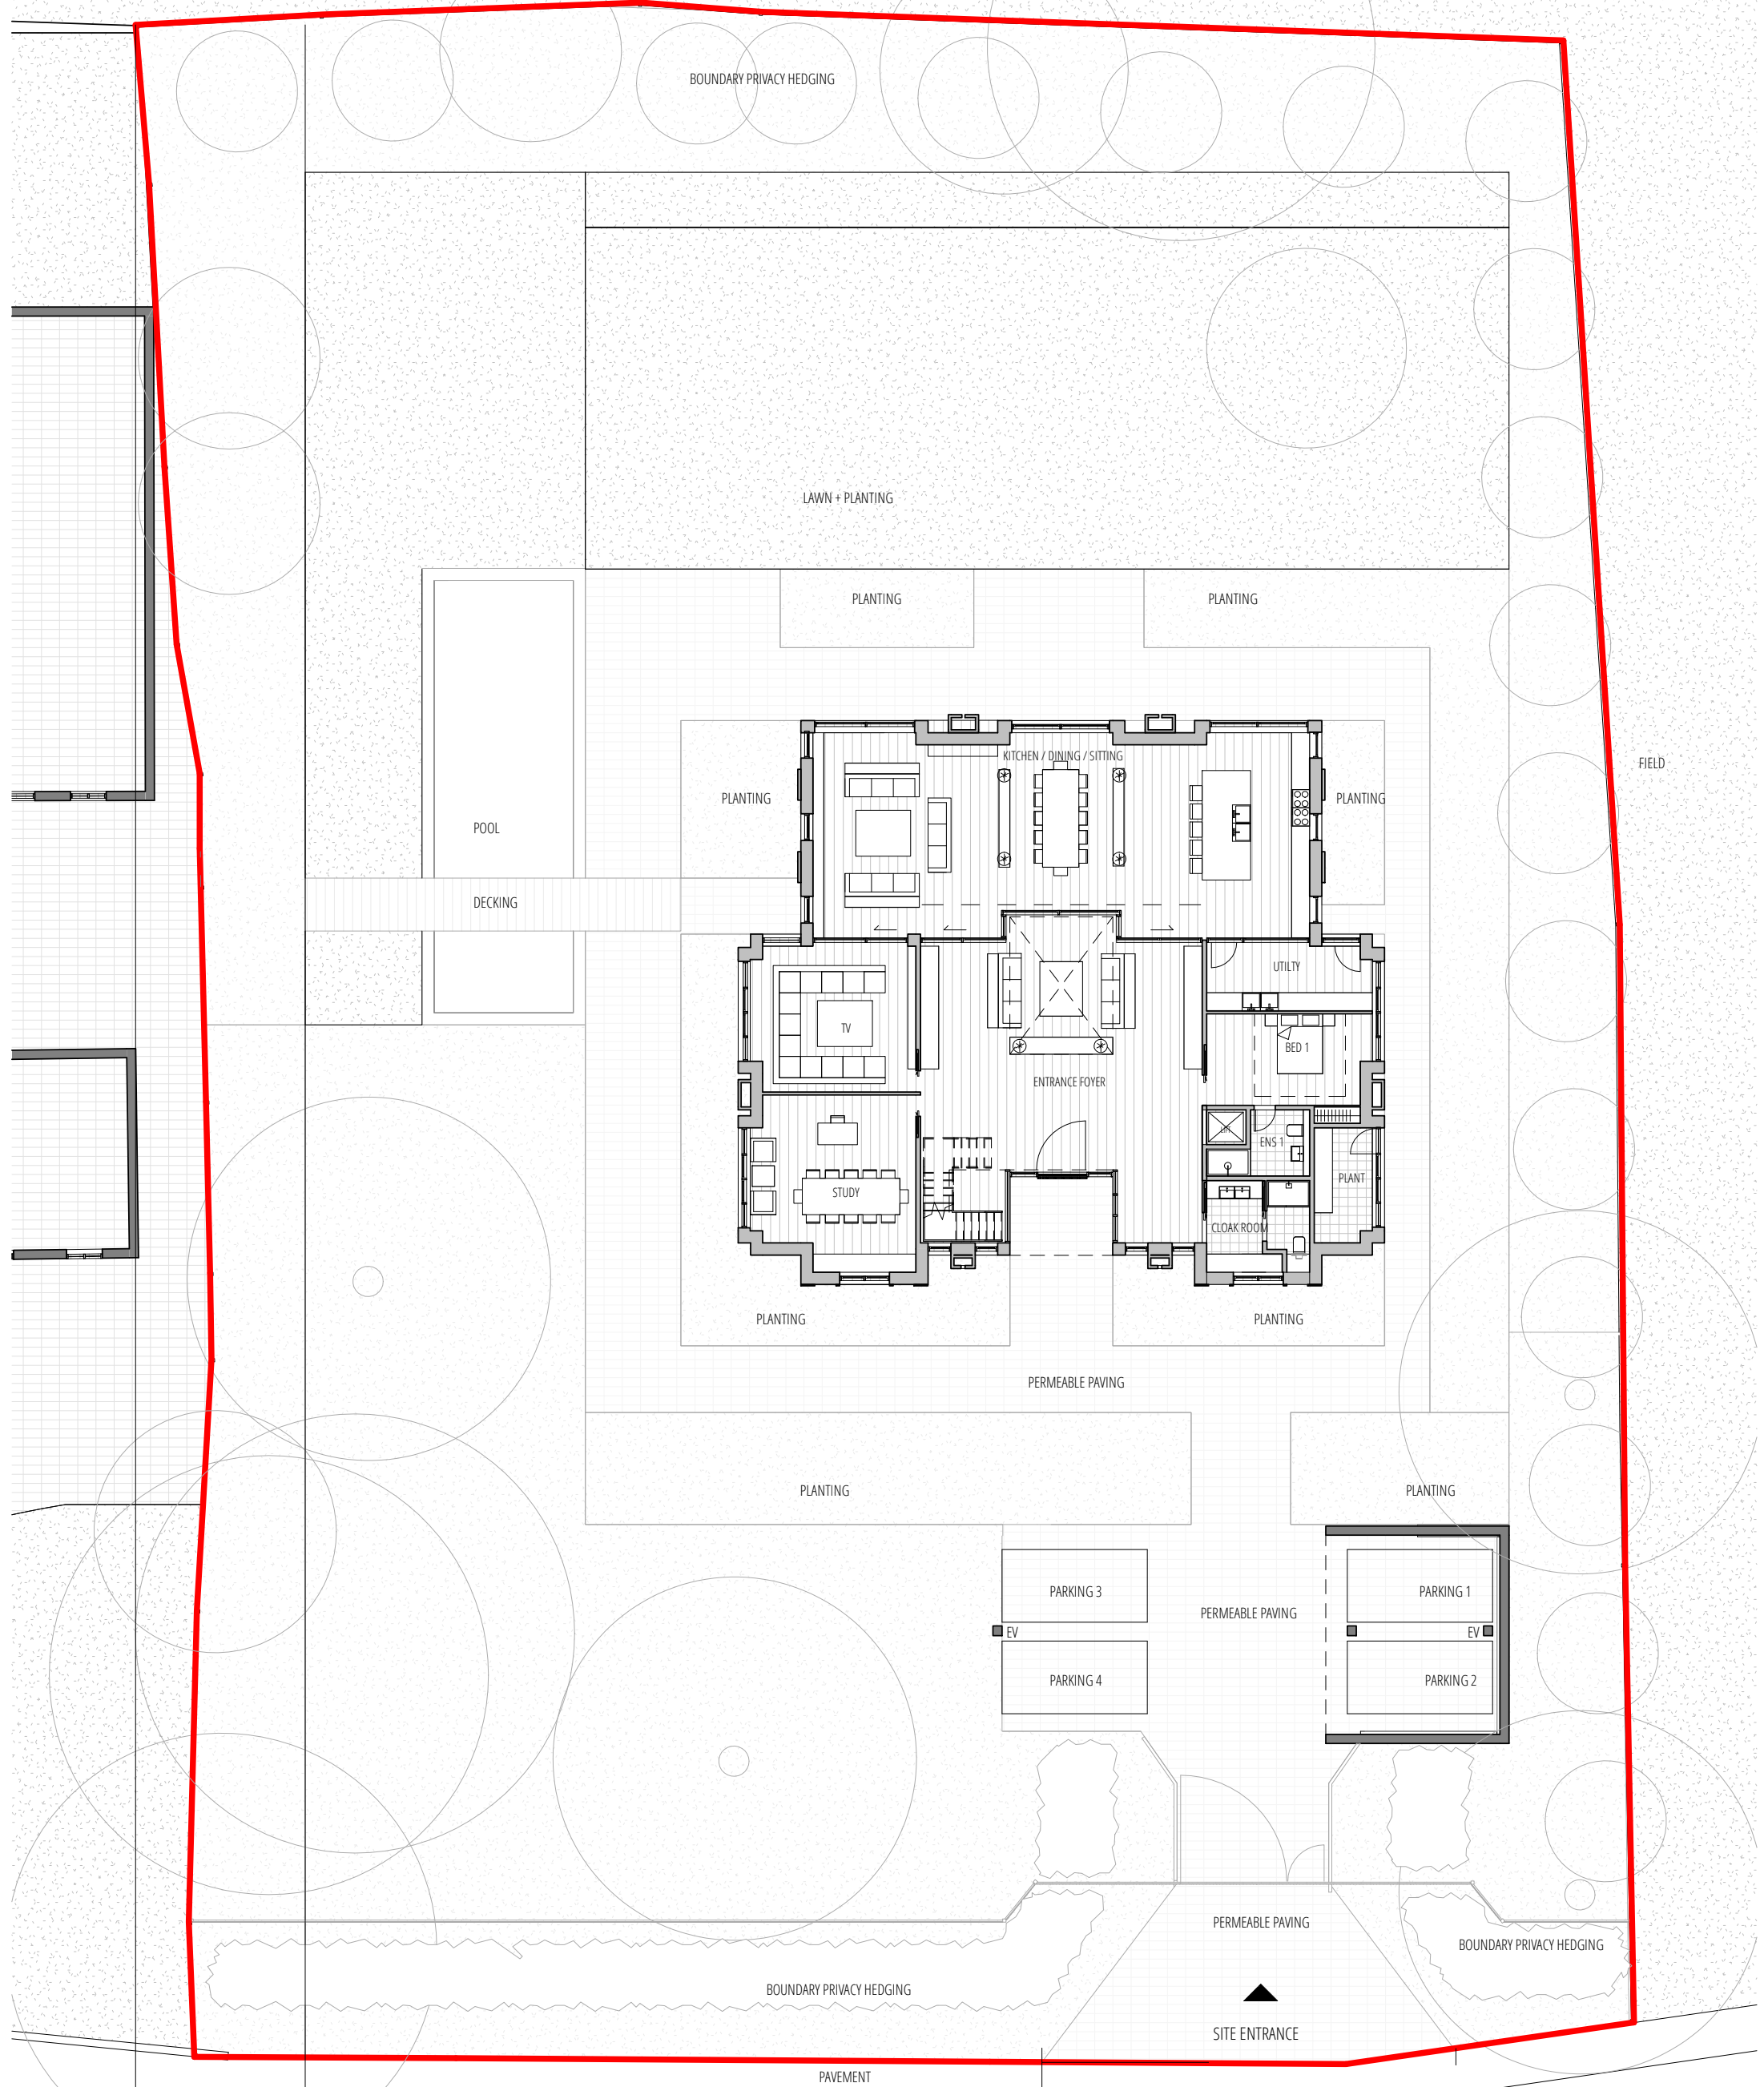 BOUNDARY PRIVACY HEDGING
LAWN + PLANTING
PLANTING
PLANTING
KITCHEN / DINING / SITTING
FIELD
PLANTING
PLANTING
POOL
DECKING
UTILTY
TV
BED 1
ENTRANCE FOYER
LIFT
ENS 1
PLANT
STUDY
CLOAK ROOM
PLANTING
PLANTING
PERMEABLE PAVING
PLANTING
PLANTING
PARKING 3
PARKING 1
PERMEABLE PAVING
EV
EV
PARKING 4
PARKING 2
PERMEABLE PAVING
BOUNDARY PRIVACY HEDGING
BOUNDARY PRIVACY HEDGING
SITE ENTRANCE
PAVEMENT